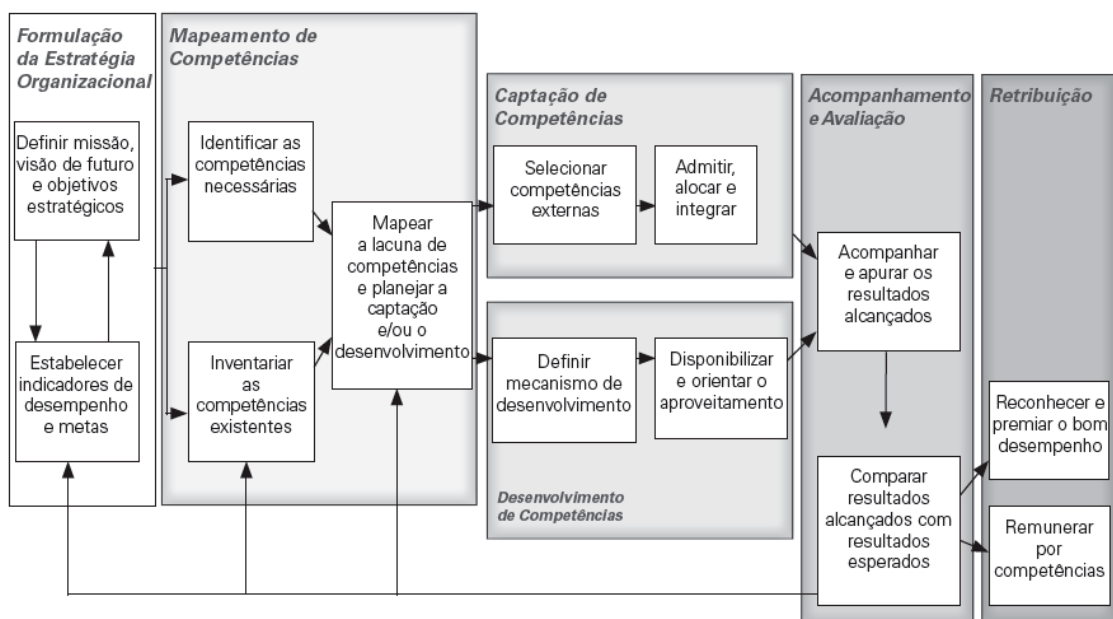 Formulação
da Estratégia
Organizacional
Definir missão,
visão de futuro
e objetivos
estratégicos
Estabelecer
indicadores de
desempenho
e metas
Mapeamento de
Competências
Identificar as
competências
necessárias
Inventariar
as
competências
existentes
Mapear
a lacuna de
competências
e planejar a
captação
e/ou o
desenvolvimento
Captação de
Competências
Selecionar
competências
externas
Admitir,
alocar e
integrar
Definir
mecanismo de
desenvolvimento
Disponibilizar
e orientar o
aproveitamento
Desenvolvimento
de Competências
Acompanhamento
e Avaliação
Acompanhar
e apurar os
resultados
alcançados
Comparar
resultados
alcançados com
resultados
esperados
Retribuição
Reconhecer e
premiar o bom
desempenho
Remunerar
por
competências